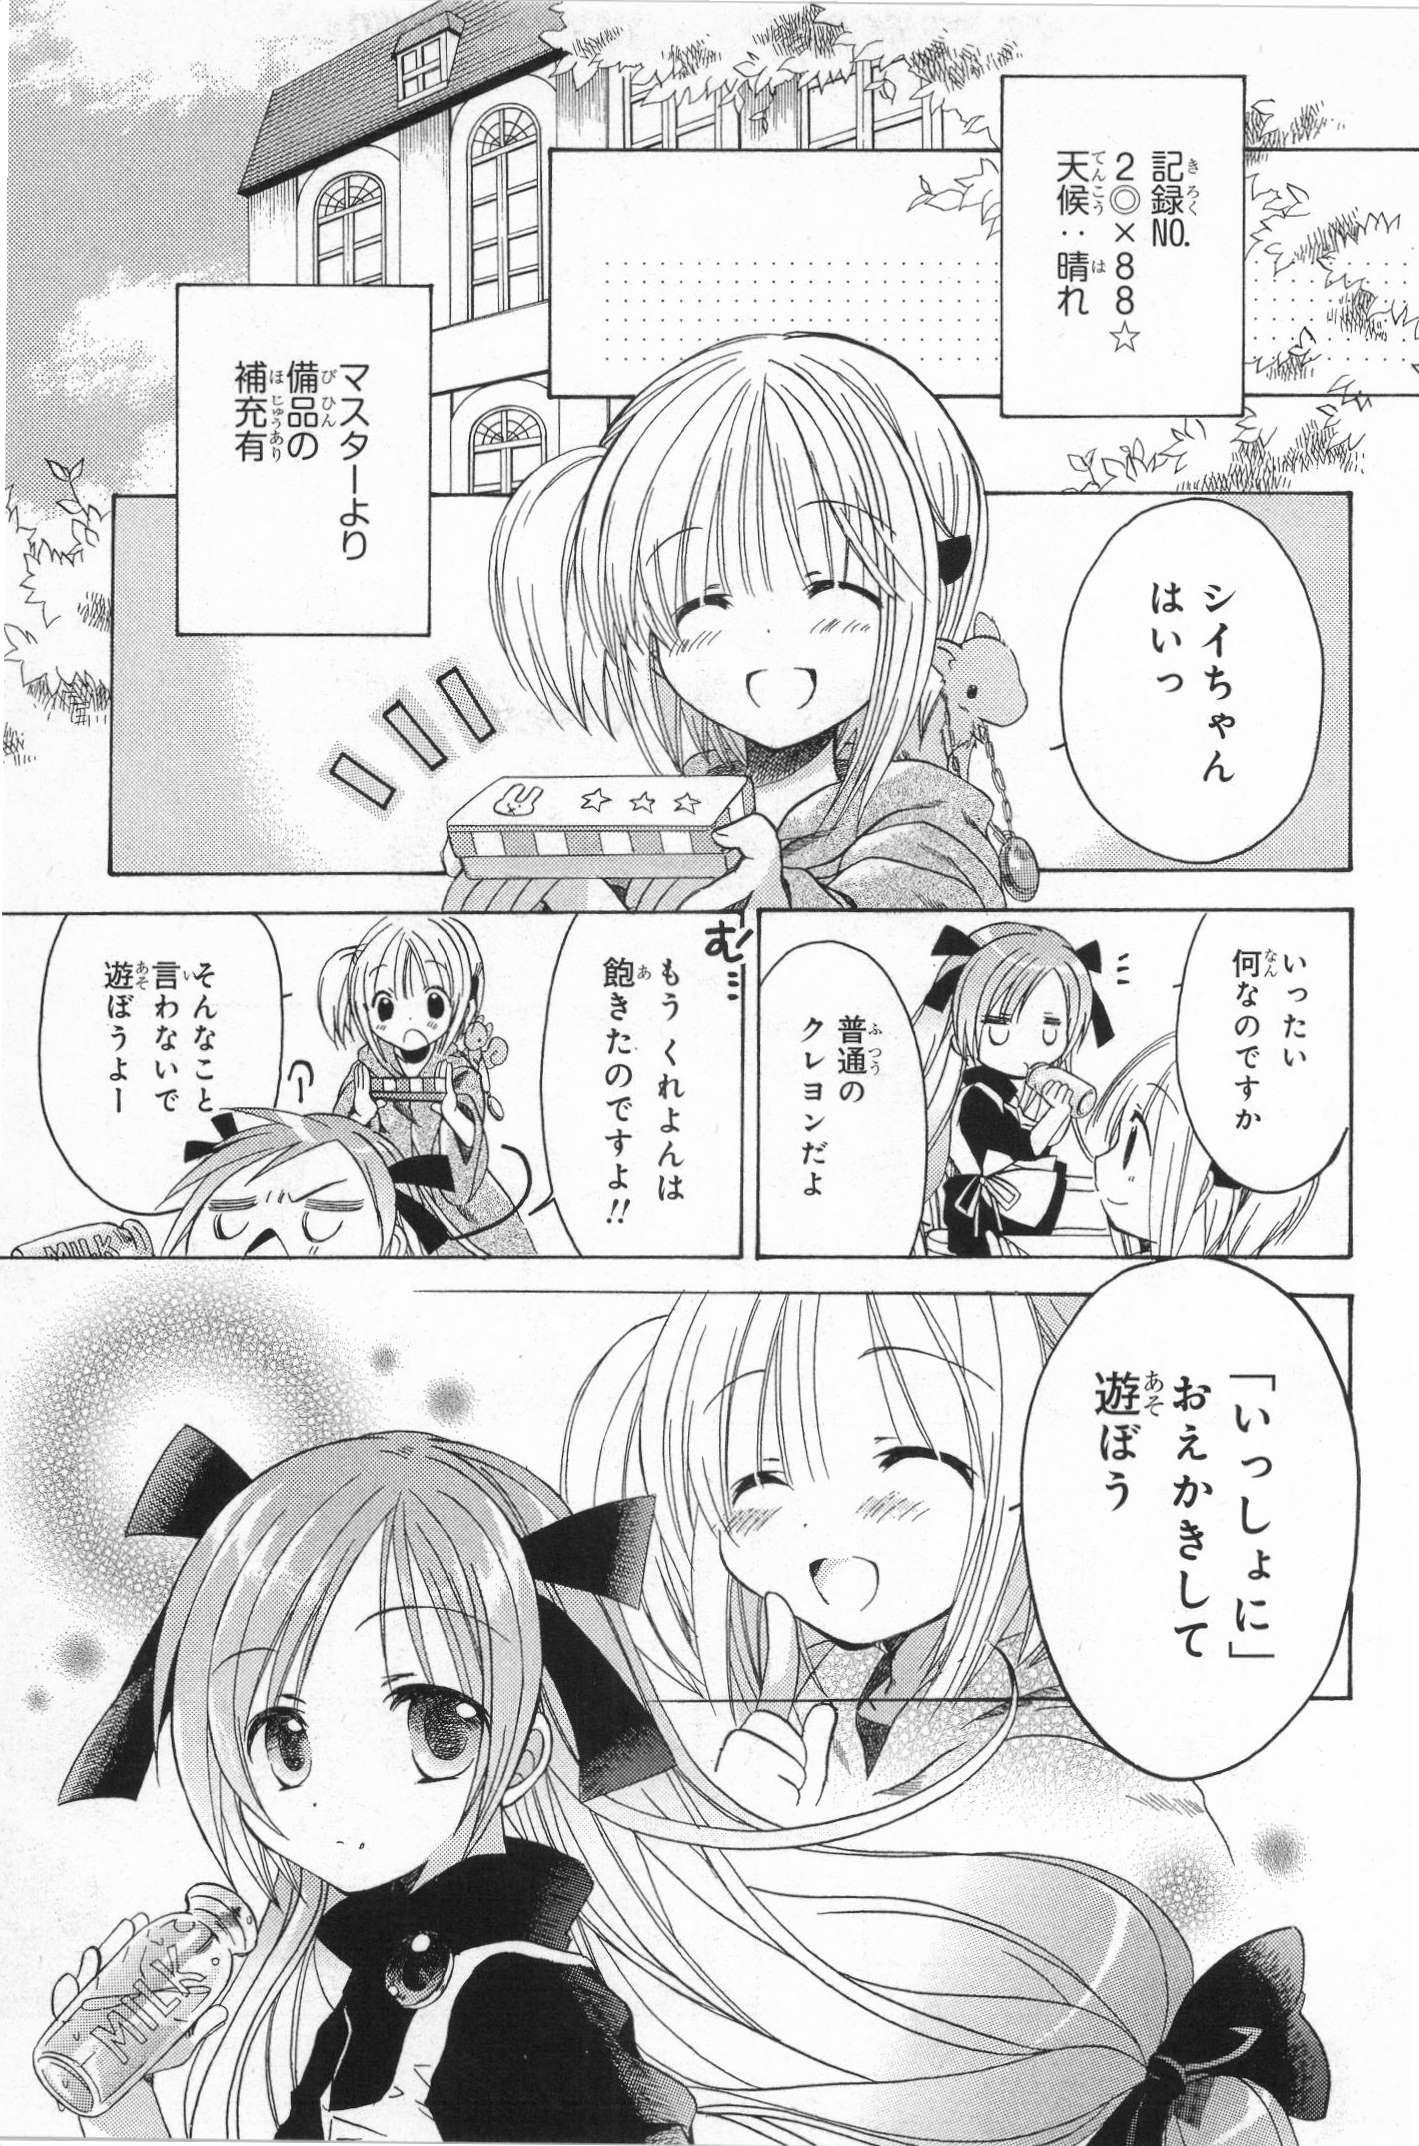 記録NO.
2◎×88☆
天候:晴れ
マスターより
備品の
補充有
シイちゃん
はいっ
いったい
何なのですか
普通の
クレヨンだよ
む!
もう くれよんは
飽きたのですよ!!
そんなこと
言わないで
遊ぼうよー
MILK
「いっしょに」
おえかきして
遊ぼう
MILK